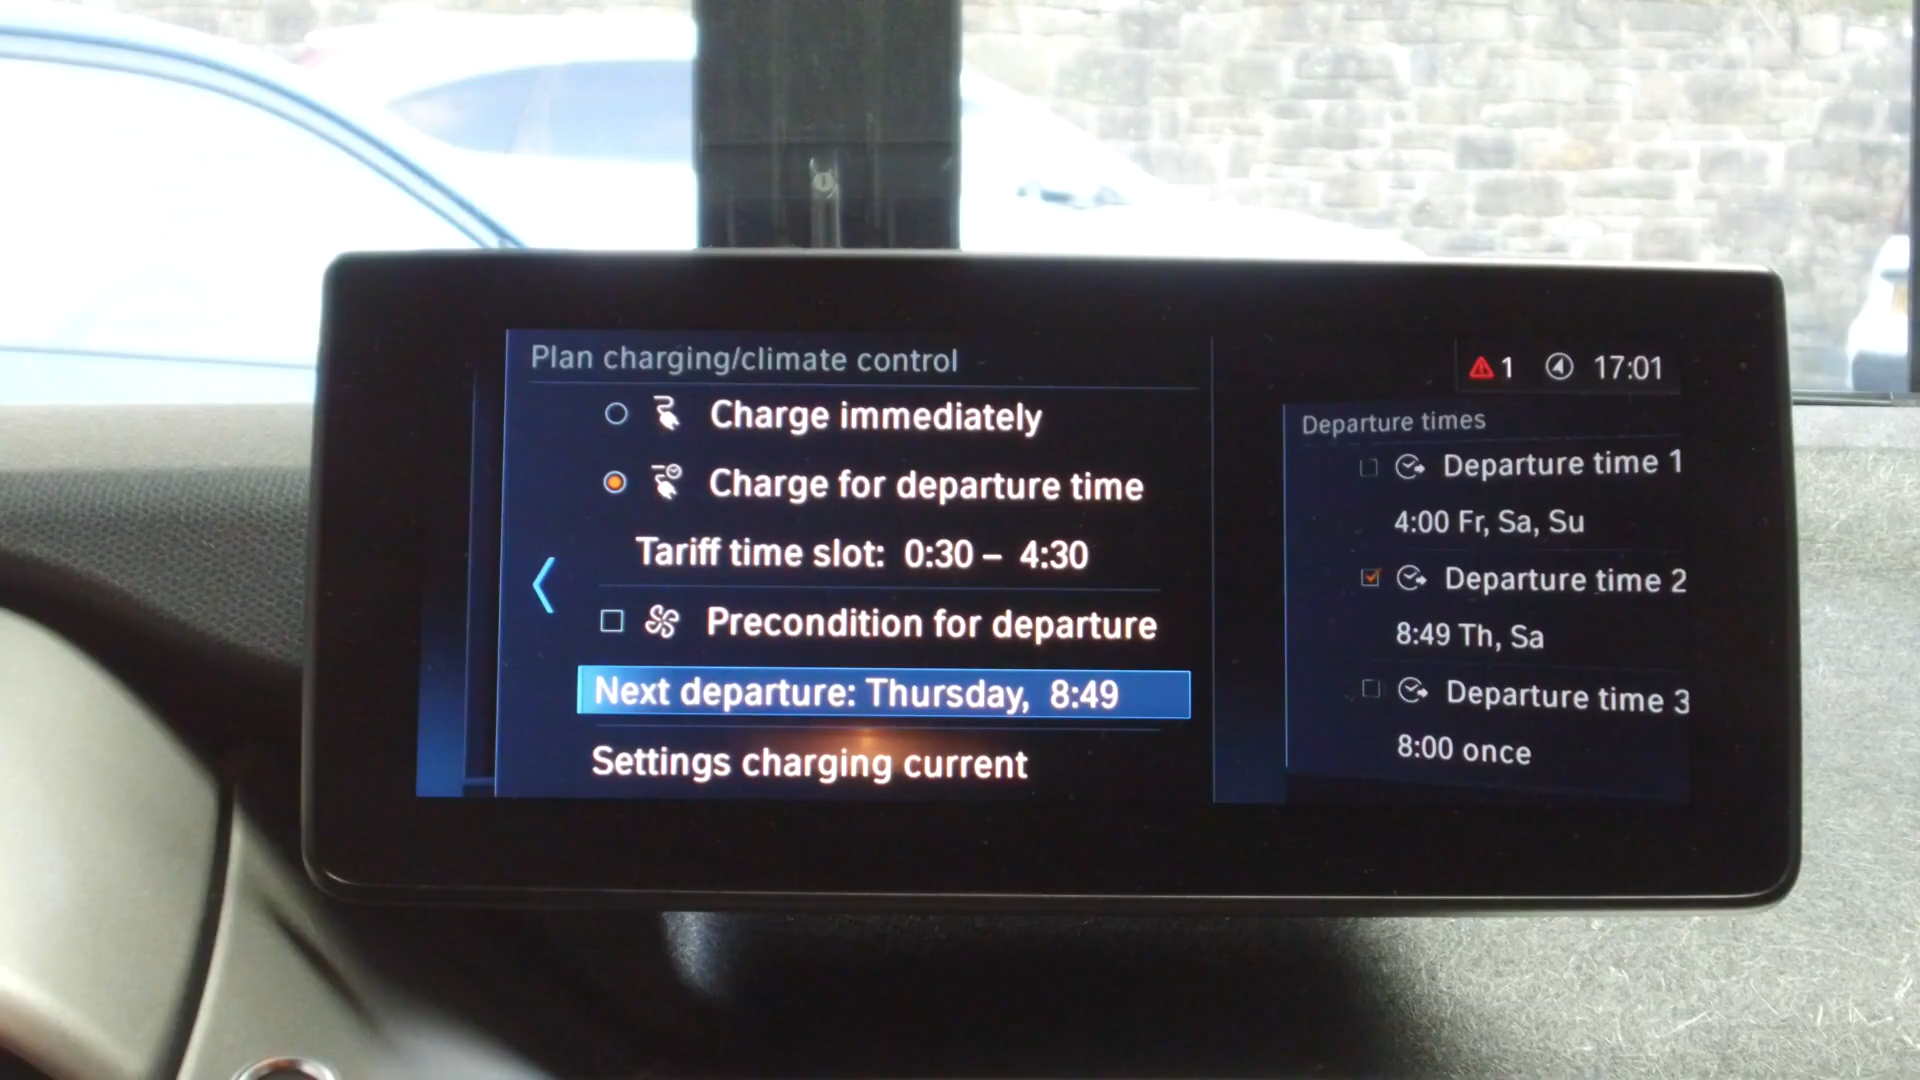 Plan charging/climate control
Charge immediately
Charge for departure time
Tariff time slot: 0:30 – 4:30
Precondition for departure
Next departure: Thursday, 8:49
Settings charging current
1 17:01
Departure times
Departure time 1
4:00 Fr, Sa, Su
Departure time 2
8:49 Th, Sa
Departure time 3
8:00 once